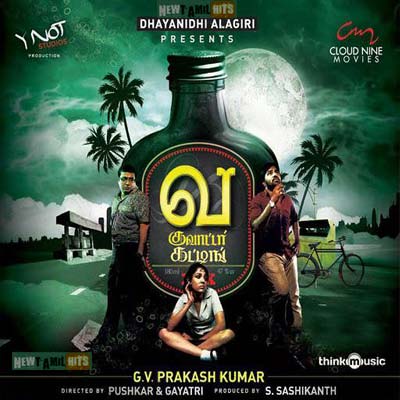 NEW TAMIL HITS
DHAYANIDHI ALAGIRI
PRESENTS
Y NOT
STUDIOS
PRODUCTION
CLOUD NINE
MOVIES
வ
குவாட்டர்
கட்டிங்
180ml
G.V. PRAKASH KUMAR
think music
NEW TAMIL HITS
DIRECTED BY PUSHKAR & GAYATRI PRODUCED BY S. SASHIKANTH